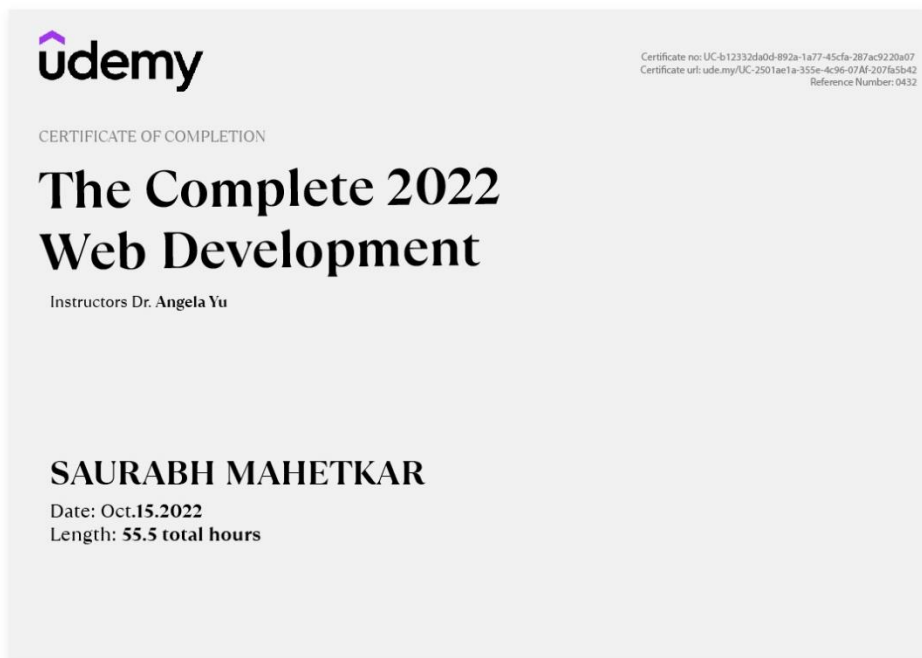 udemy
Certificate no: UC-b12332da0d-892a-1a77-45cfa-287ac9220a07
Certificate url: ude.my/UC-2501ae1a-355e-4c96-07Af-207fa5b42
Reference Number: 0432
CERTIFICATE OF COMPLETION
The Complete 2022
Web Development
Instructors Dr. Angela Yu
SAURABH MAHETKAR
Date: Oct.15.2022
Length: 55.5 total hours